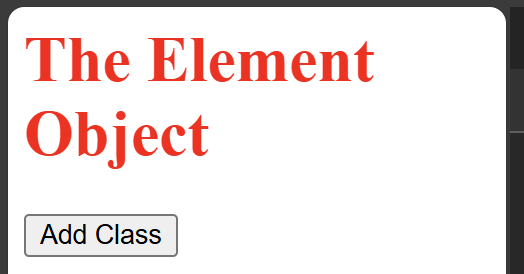 The Element
Object
Add Class